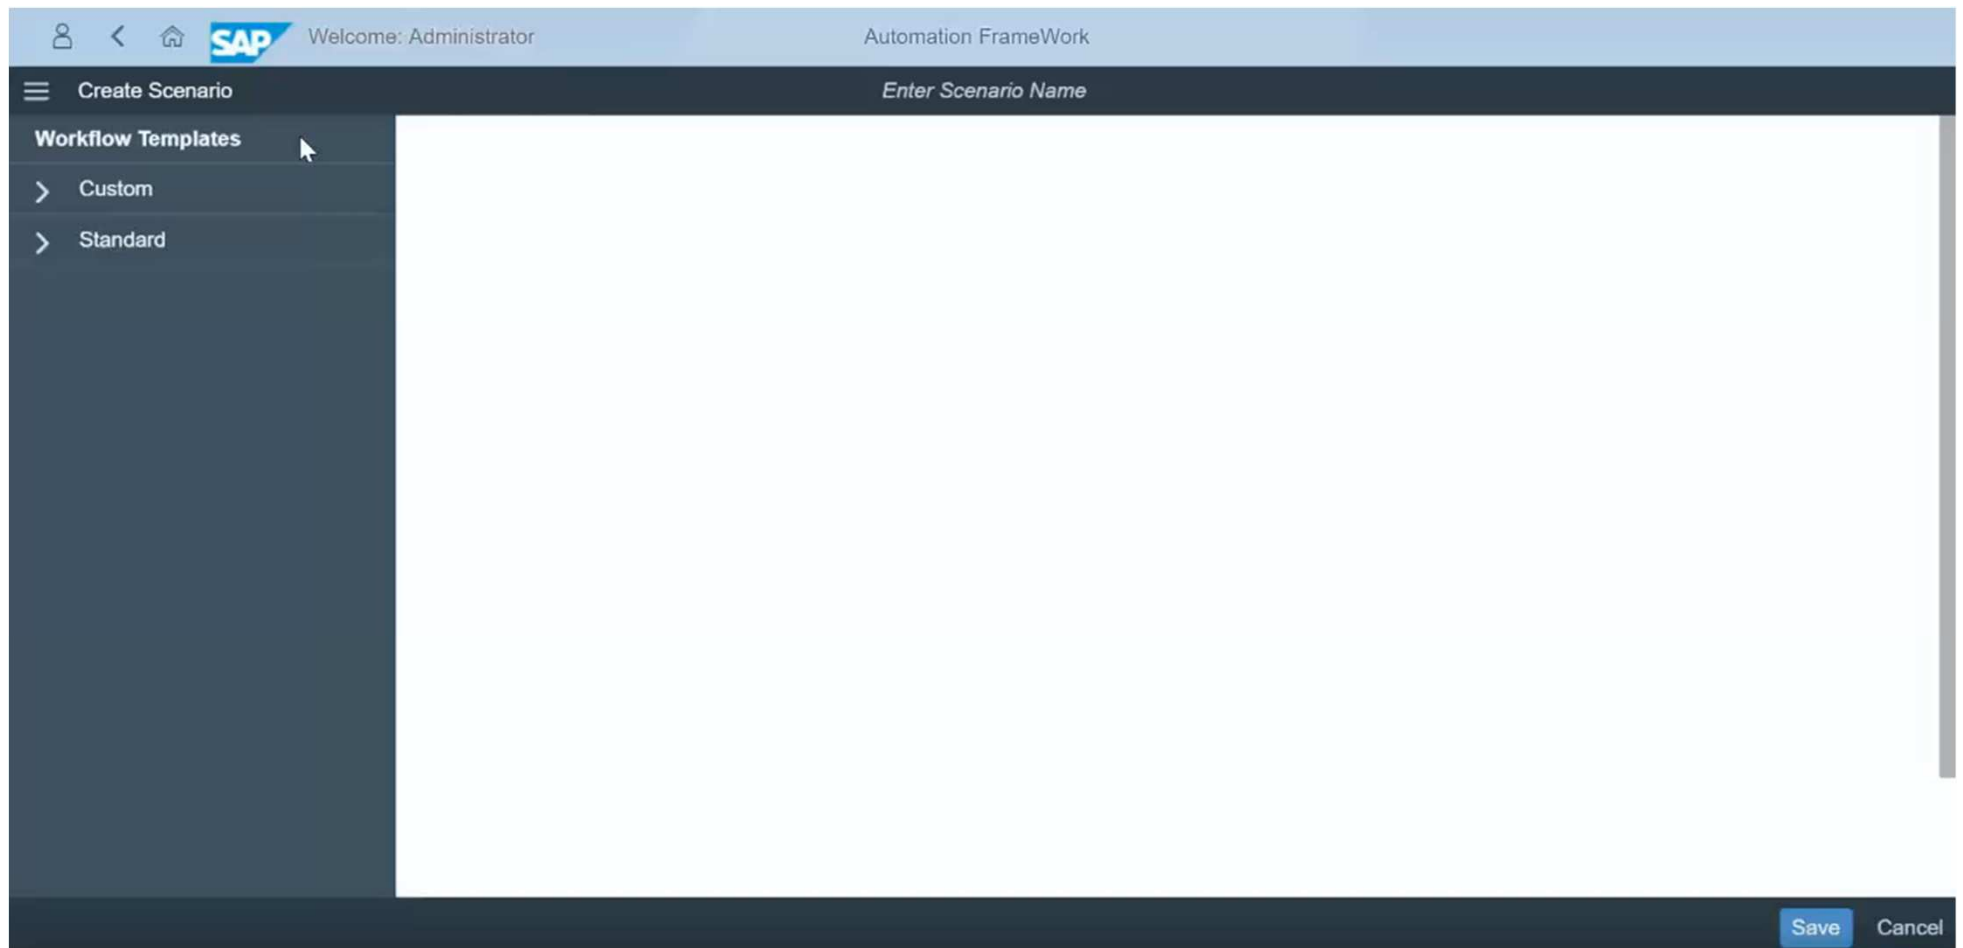 SAP Welcome: Administrator Automation FrameWork
Create Scenario Enter Scenario Name
Workflow Templates
Custom
Standard
Save Cancel